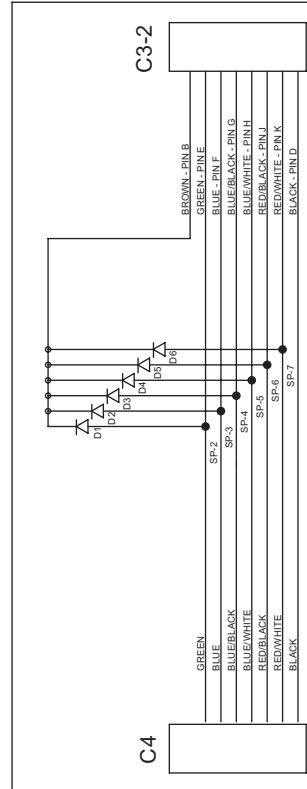 C3-2
BROWN - PIN B
GREEN - PIN E
BLUE - PIN F
BLUE/BLACK - PIN G
BLUE/WHITE - PIN H
RED/BLACK - PIN J
RED/WHITE - PIN K
BLACK - PIN D
D1
D2
D3
D4
D5
D6
SP-2
SP-3
SP-4
SP-5
SP-6
SP-7
GREEN
BLUE
BLUE/BLACK
BLUE/WHITE
RED/BLACK
RED/WHITE
BLACK
C4